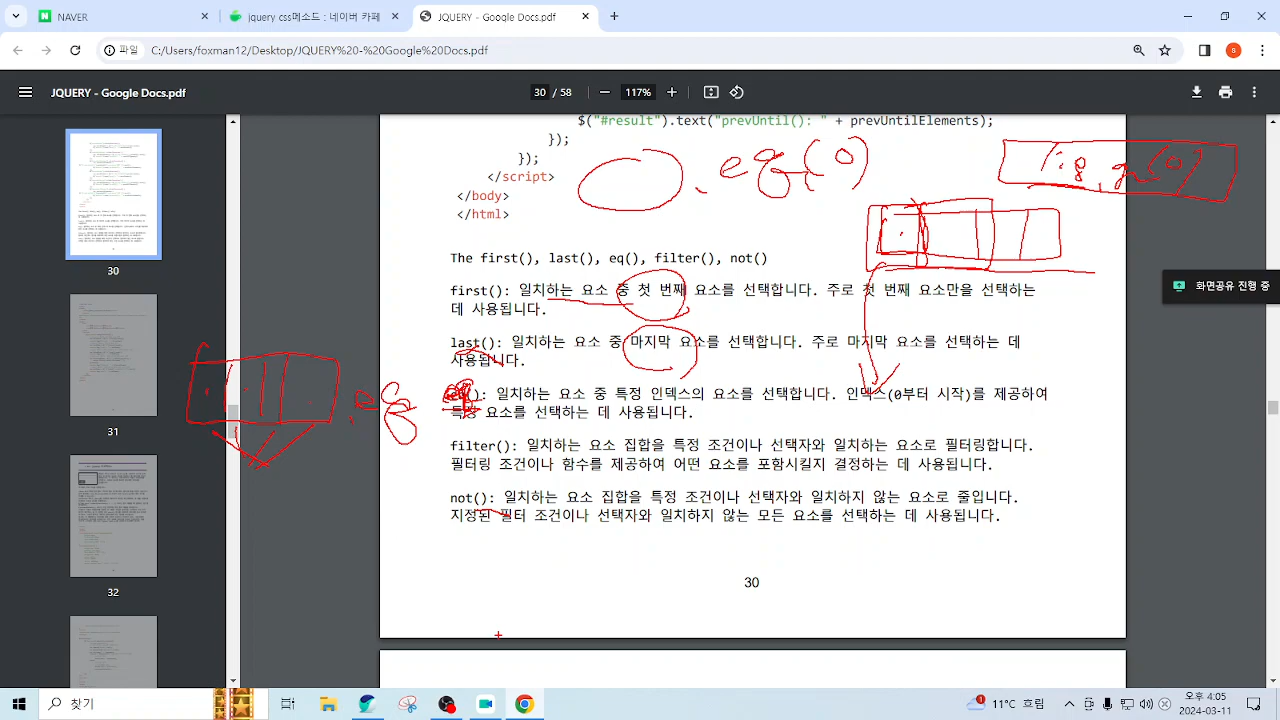 NAVER
jquery css메소드 : 네이버 카페
JQUERY - Google Docs.pdf
파일
C:/Users/foxman12/Desktop/JQUERY%20-%20Google%20Docs.pdf
JQUERY - Google Docs.pdf
30 / 58
117%
$("#result").text("prevUntil(): " + prevUntilElements);
});
</script>
</body>
</html>
.eq(0)
The first(), last(), eq(), filter(), not()
first(): 일치하는 요소 중 첫 번째 요소를 선택합니다. 주로 첫 번째 요소만을 선택하는
데 사용됩니다.
화면공유 진행
last(): 일치하는 요소 중 마지막 요소를 선택합니다. 주로 마지막 요소를 선택하는 데
사용됩니다.
일치하는 요소 중 특정 인덱스의 요소를 선택합니다. 인덱스(0부터 시작)를 제공하여
특정 요소를 선택하는 데 사용됩니다.
filter(): 일치하는 요소 집합을 특정 조건이나 선택자와 일치하는 요소로 필터링합니다.
필터링 조건이나 함수를 제공하여 어떤 요소를 포함시킬지 결정하는 데 사용됩니다.
not(): 일치하는 요소 집합을 특정 조건이나 선택자와 일치하지 않는 요소로 줄입니다.
지정된 필터 조건이나 선택자와 일치하지 않는 모든 요소를 선택하는 데 사용됩니다.
30
30
31
32
찾기
11°C 흐림
오후 4:05
2024-03-11